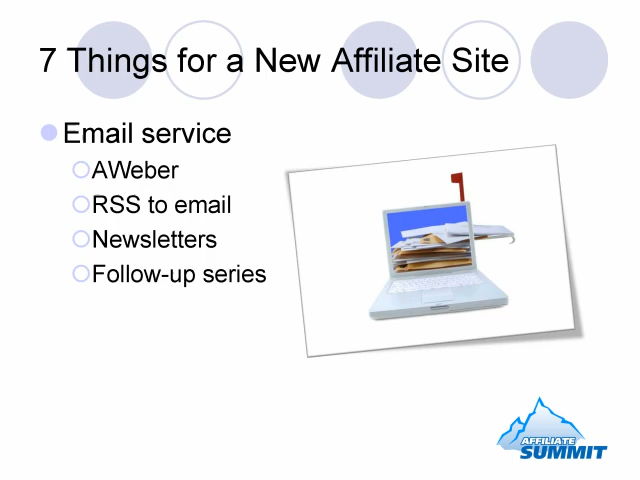 7 Things for a New Affiliate Site
Email service
AWeber
RSS to email
Newsletters
Follow-up series
AFFILIATE
SUMMIT